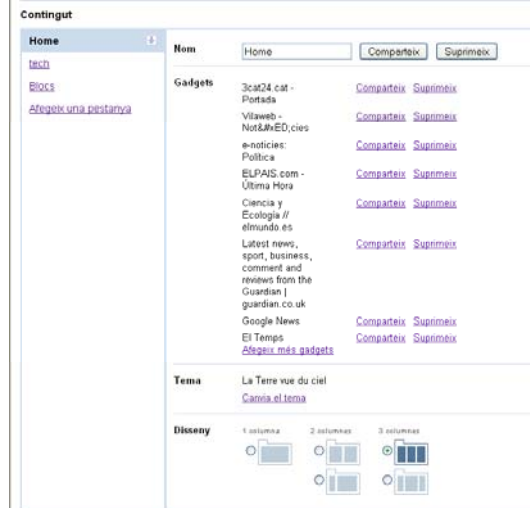 Contingut
Home
tech
Blocs
Afegeix una pestanya
Nom
Home
Comparteix
Suprimeix
Gadgets
3cat24.cat -
Portada
Comparteix Suprimeix
Vilaweb -
Not&#xED;cies
Comparteix Suprimeix
e-noticies:
Política
Comparteix Suprimeix
ELPAIS.com -
Última Hora
Comparteix Suprimeix
Ciencia y
Ecología //
elmundo.es
Comparteix Suprimeix
Latest news,
sport, business,
comment and
reviews from the
Guardian |
guardian.co.uk
Comparteix Suprimeix
Google News
Comparteix Suprimeix
El Temps
Comparteix Suprimeix
Afegeix més gadgets
Tema
La Terre vue du ciel
Canvia el tema
Disseny
1 columna
2 columnes
3 columnes